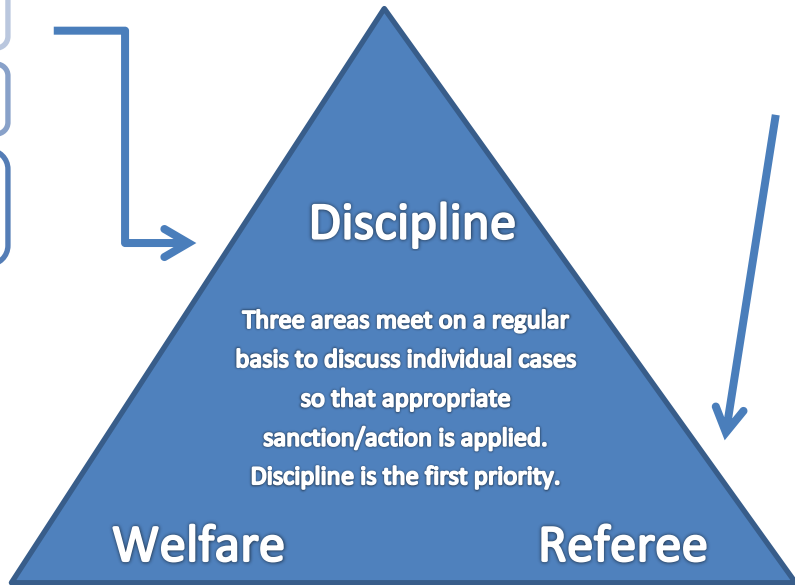 Discipline
Three areas meet on a regular
basis to discuss individual cases
so that appropriate
sanction/action is applied.
Discipline is the first priority.
Welfare
Referee